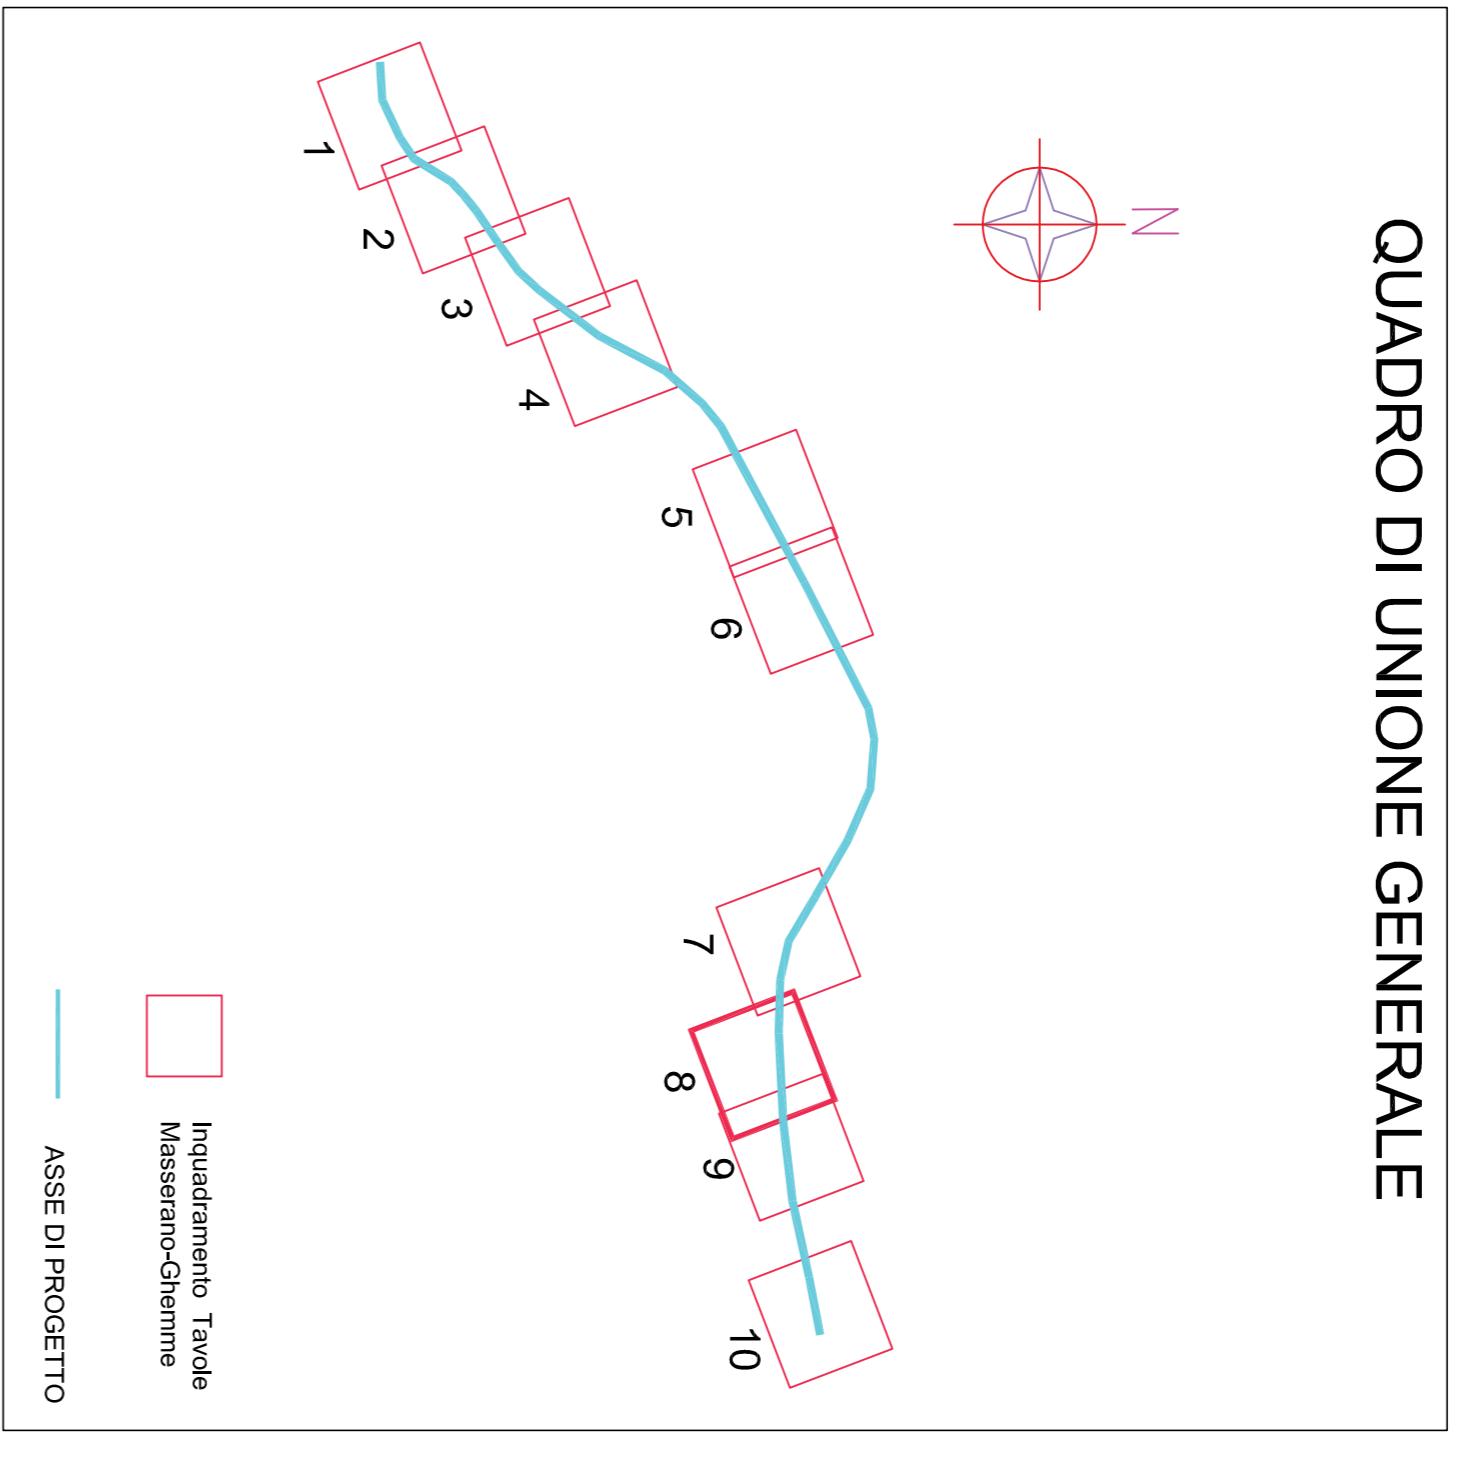 QUADRO DI UNIONE GENERALE
N
1
2
3
4
5
6
7
8
9
10
Inquadramento Tavole
Masserano-Ghemme
ASSE DI PROGETTO